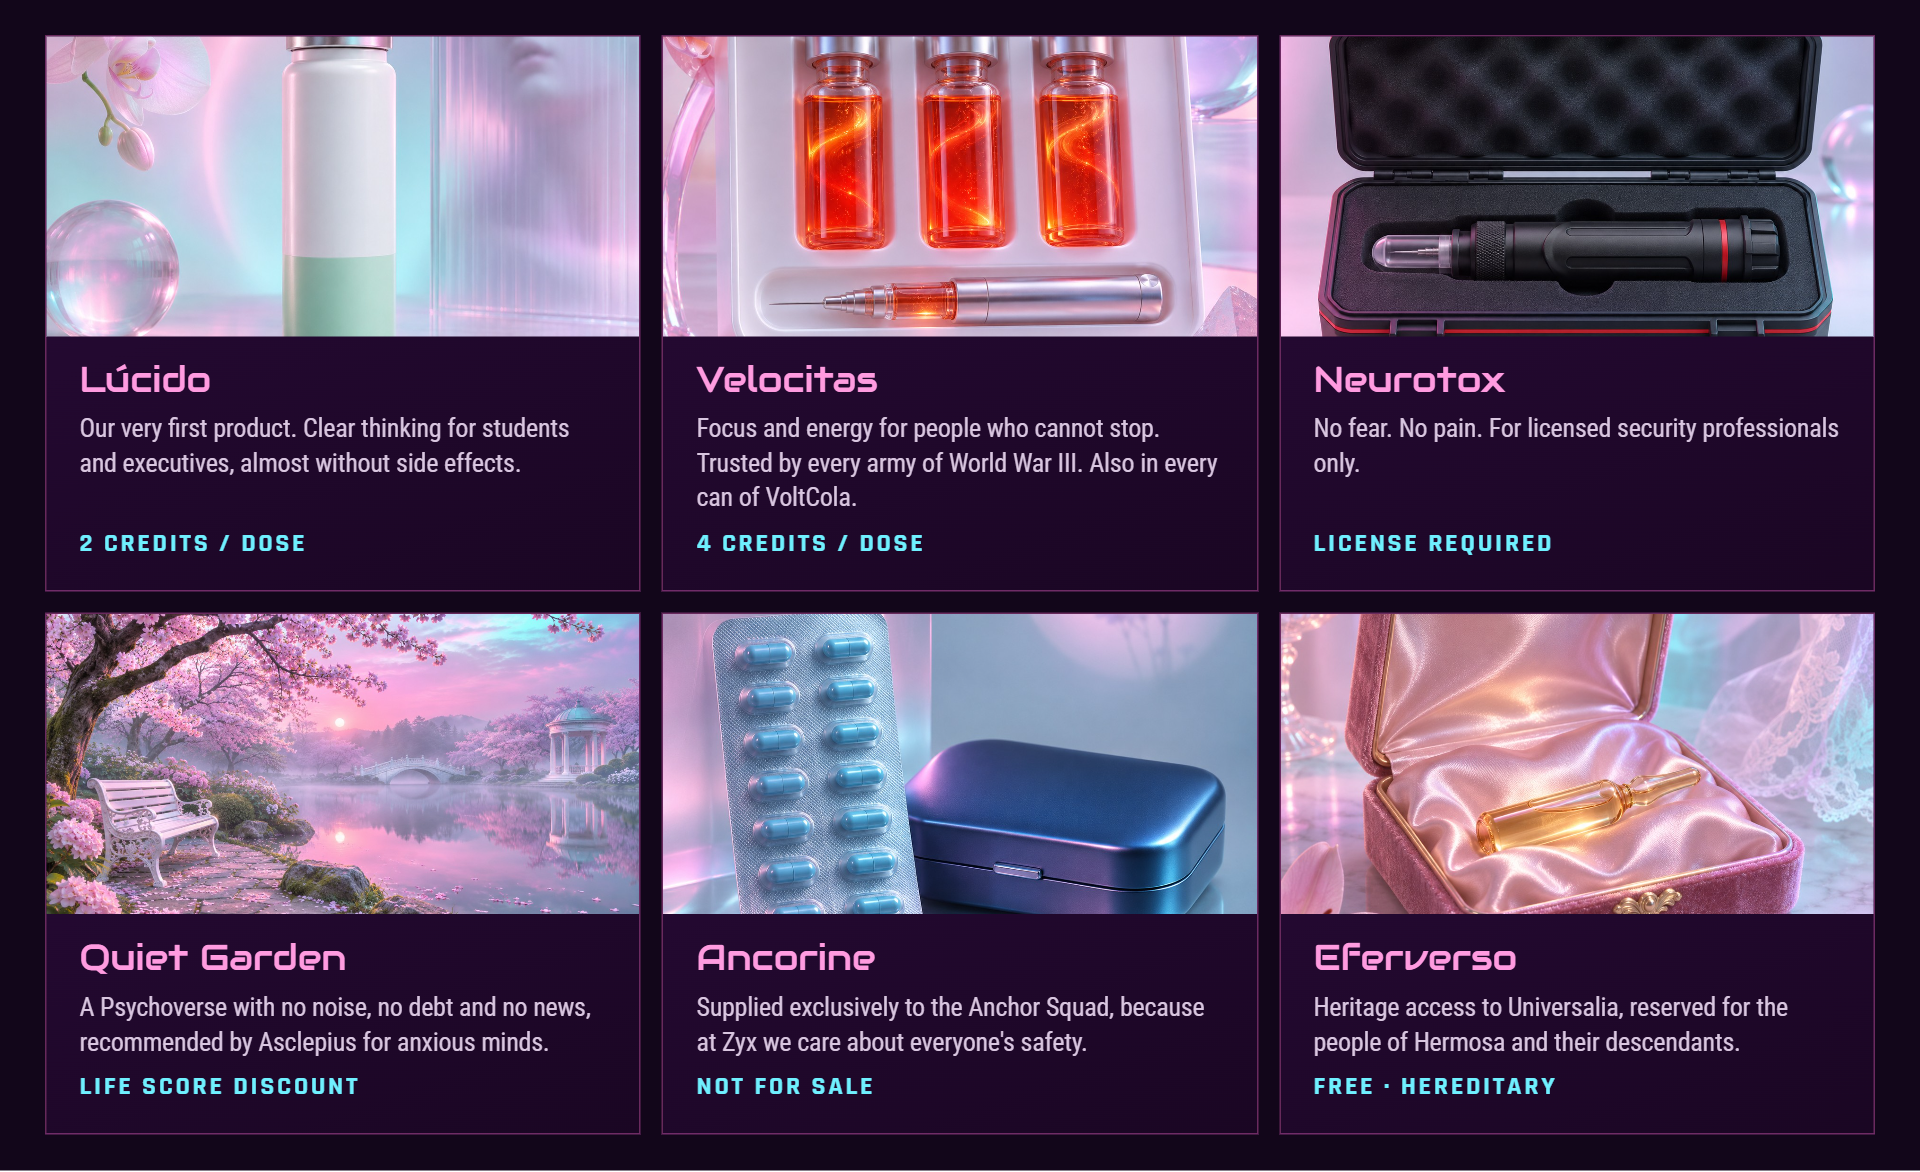 Lúcido
Our very first product. Clear thinking for students
and executives, almost without side effects.
2 CREDITS / DOSE
Velocitas
Focus and energy for people who cannot stop.
Trusted by every army of World War III. Also in every
can of VoltCola.
4 CREDITS / DOSE
Neurotox
No fear. No pain. For licensed security professionals
only.
LICENSE REQUIRED
Quiet Garden
A Psychoverse with no noise, no debt and no news,
recommended by Asclepius for anxious minds.
LIFE SCORE DISCOUNT
Ancorine
Supplied exclusively to the Anchor Squad, because
at Zyx we care about everyone's safety.
NOT FOR SALE
Eferverso
Heritage access to Universalia, reserved for the
people of Hermosa and their descendants.
FREE · HEREDITARY